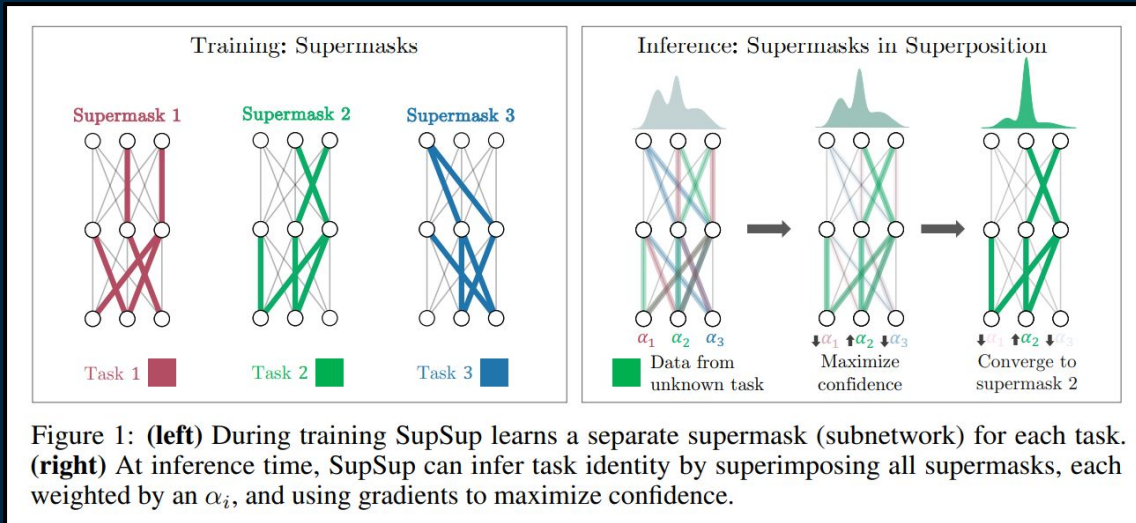 Training: Supermasks
Supermask 1
Supermask 2
Supermask 3
Task 1
Task 2
Task 3
Inference: Supermasks in Superposition
α₁ α₂ α₃
Data from
unknown task
⬇α₁ ⬆α₂ ⬇α₃
Maximize
confidence
⬇α₁ ⬆α₂ ⬇α₃
Converge to
supermask 2
Figure 1: (left) During training SupSup learns a separate supermask (subnetwork) for each task.
(right) At inference time, SupSup can infer task identity by superimposing all supermasks, each
weighted by an αᵢ, and using gradients to maximize confidence.